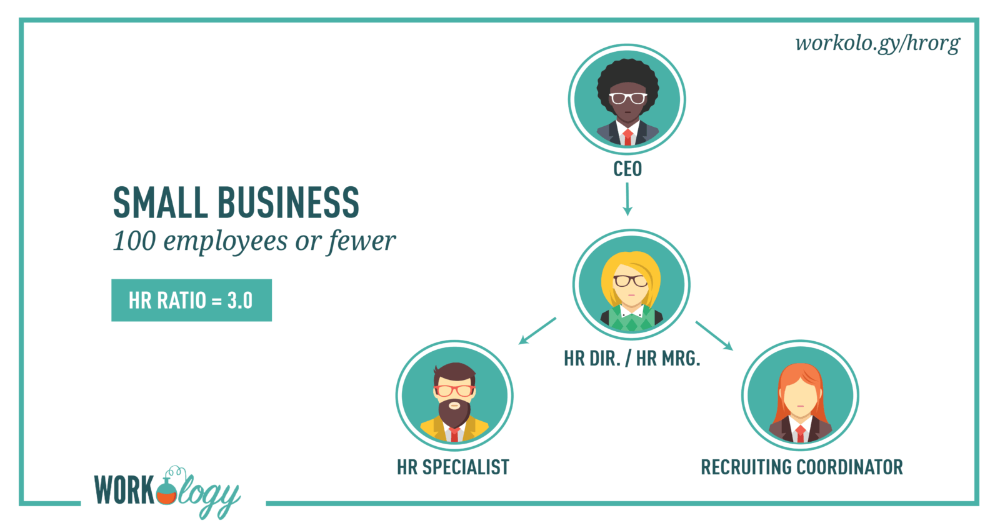 workolo.gy/hrorg
CEO
SMALL BUSINESS
100 employees or fewer
HR RATIO = 3.0
HR DIR. / HR MRG.
HR SPECIALIST
RECRUITING COORDINATOR
WORKology